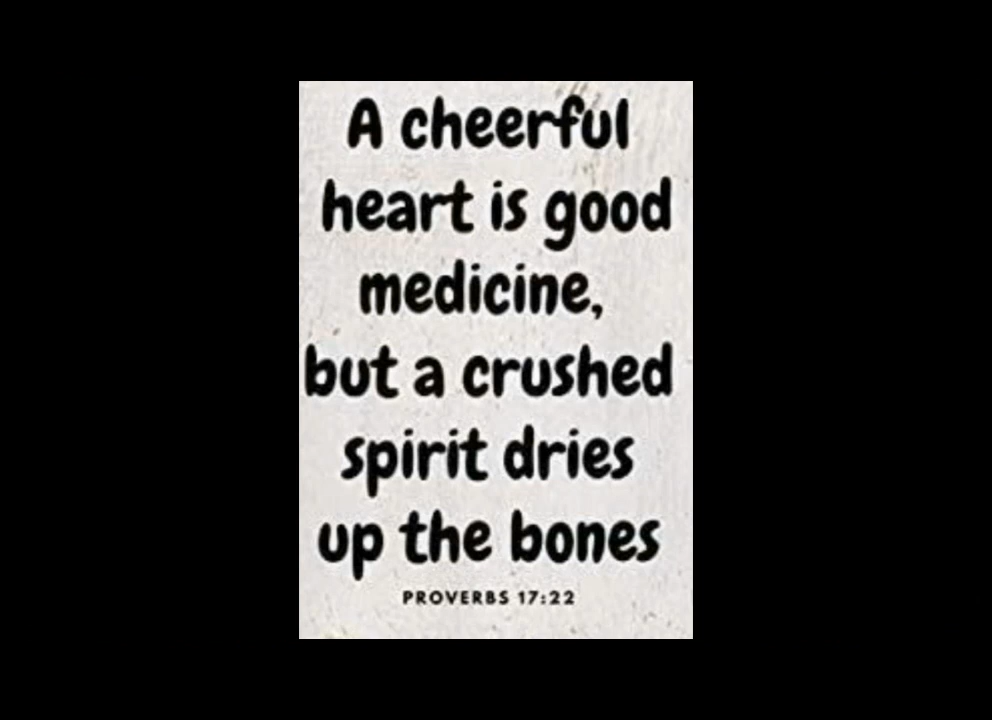 A cheerful
heart is good
medicine,
but a crushed
spirit dries
up the bones
PROVERBS 17:22